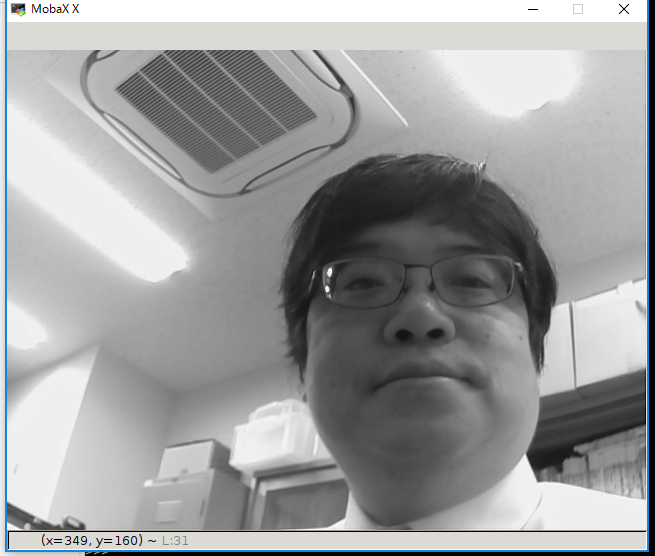 MobaX X
(x=349, y=160) ~ L:31
>>>